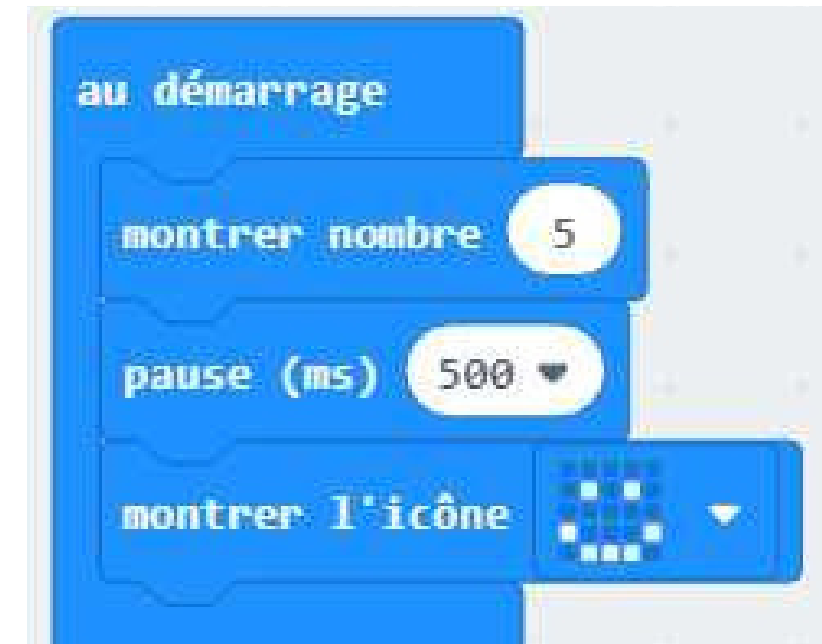 au démarrage
montrer nombre 5
pause (ms) 500
montrer l'icône